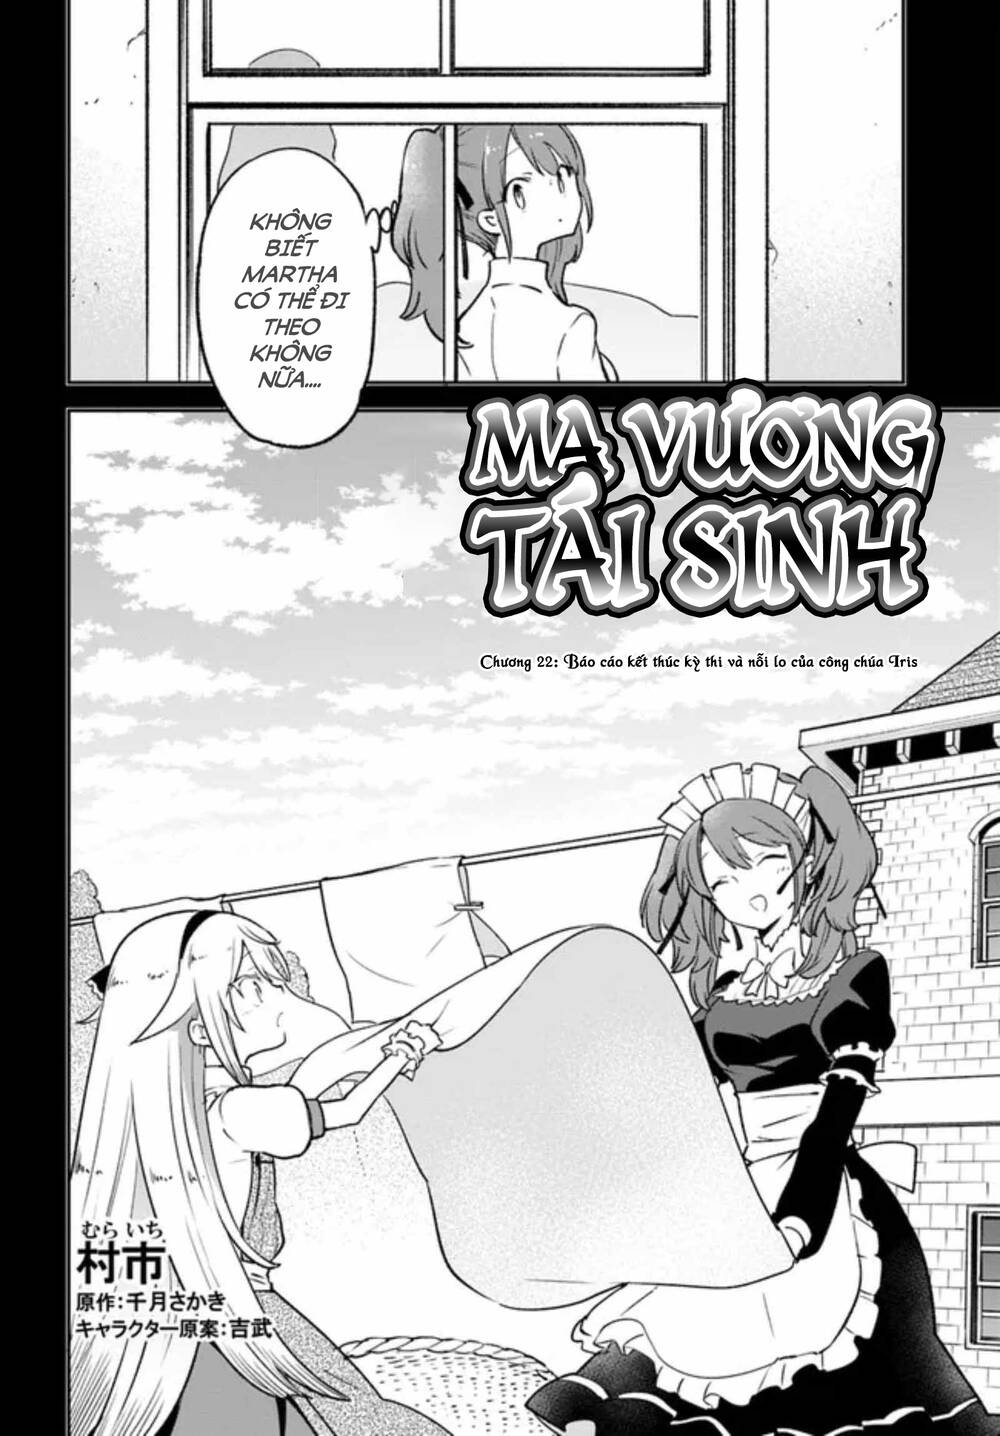 KHÔNG
BIẾT
MARTHA
CÓ THỂ ĐI
THEO
KHÔNG
NỮA....
MA VƯƠNG
TÁI SINH
Chương 22: Báo cáo kết thúc kỳ thi và nỗi lo của công chúa Iris
むら いち
村市
原作:千月さかき
キャラクター原案:吉武